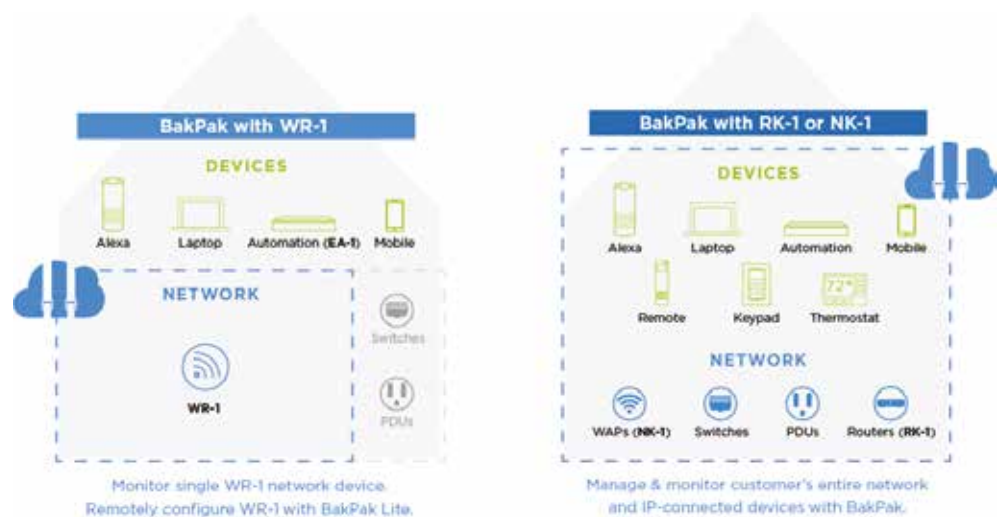 BakPak with WR-1
DEVICES
Alexa
Laptop
Automation (EA-1)
Mobile
NETWORK
WR-1
Switches
PDUs
Monitor single WR-1 network device.
Remotely configure WR-1 with BakPak Lite.
BakPak with RK-1 or NK-1
DEVICES
Alexa
Laptop
Automation
Mobile
Remote
Keypad
72°
Thermostat
NETWORK
WAPs (NK-1)
Switches
PDUs
Routers (RK-1)
Manage & monitor customer's entire network
and IP-connected devices with BakPak.